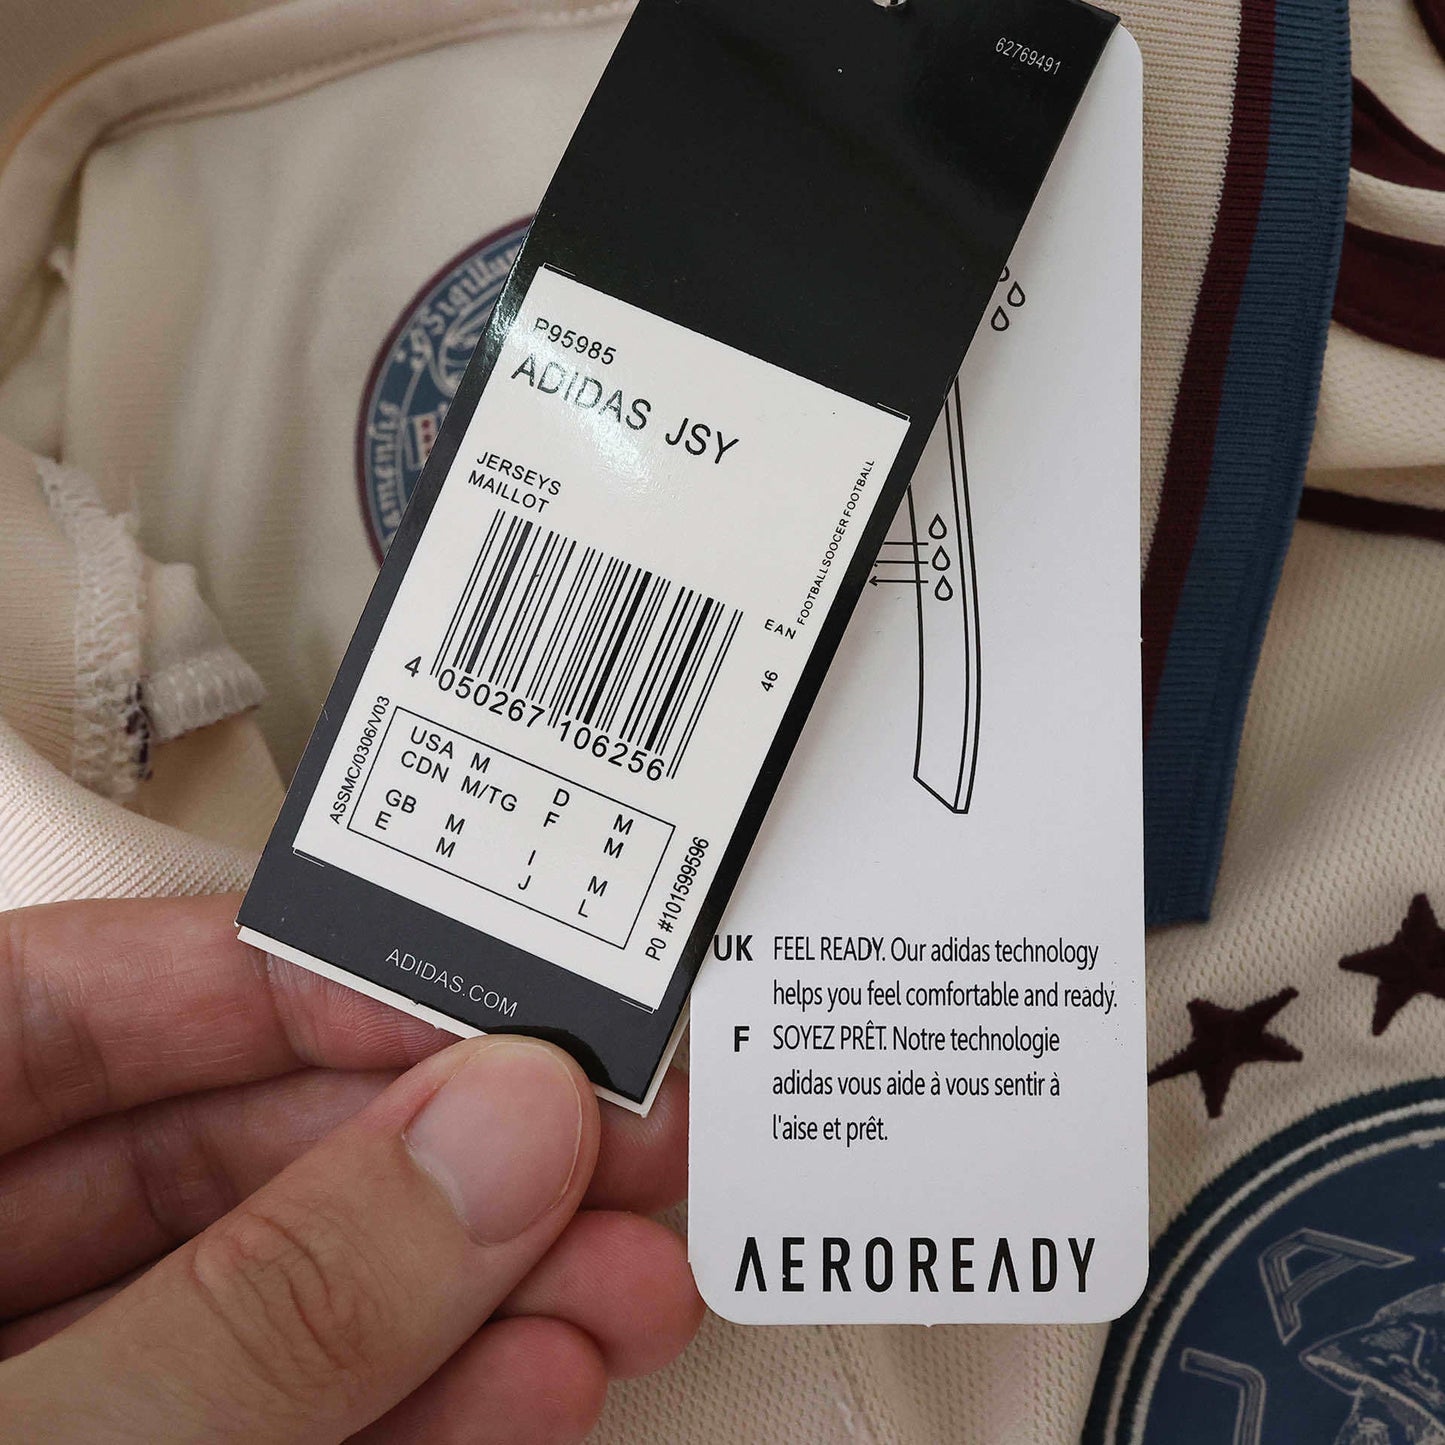 62769491
P95985
ADIDAS JSY
JERSEYS
MAILLOT
FOOTBALLSOOCER FOOTBALL
EAN
46
4 050267 106256
ASSMC/0306/V03
USA M D M
CDN M/TG F M
GB M I M
E M J L
PO #101599596
ADIDAS.COM
UK FEEL READY. Our adidas technology
helps you feel comfortable and ready.
F SOYEZ PRÊT. Notre technologie
adidas vous aide à vous sentir à
l'aise et prêt.
AEROREADY